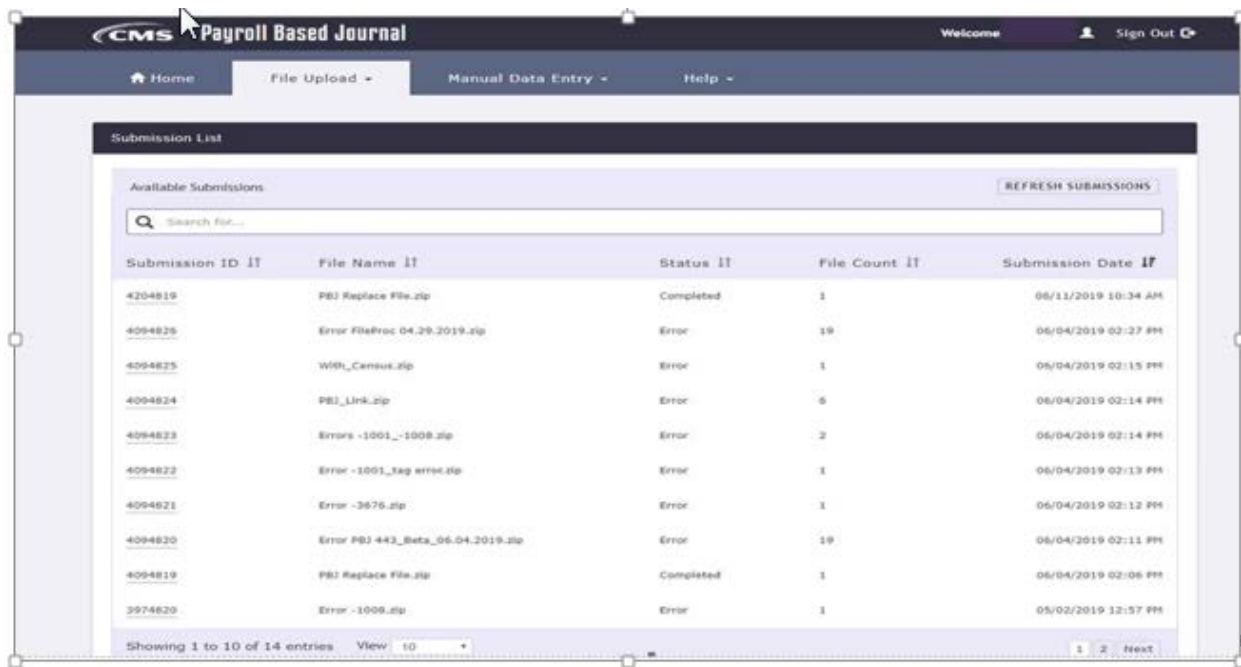 CMS Payroll Based Journal Welcome Sign Out
Home File Upload Manual Data Entry Help
Submission List
Available Submissions REFRESH SUBMISSIONS
Search for...
Submission ID File Name Status File Count Submission Date
4204819 PBJ Replace File.zip Completed 1 06/11/2019 10:34 AM
4094826 Error FileProc 04.29.2019.zip Error 19 06/04/2019 02:27 PM
4094825 With_Census.zip Error 1 06/04/2019 02:15 PM
4094824 PBJ_Link.zip Error 6 06/04/2019 02:14 PM
4094823 Errors -1001_-1008.zip Error 2 06/04/2019 02:14 PM
4094822 Error -1001_tag error.zip Error 1 06/04/2019 02:13 PM
4094821 Error -3676.zip Error 1 06/04/2019 02:12 PM
4094820 Error PBJ 443_Beta_06.04.2019.zip Error 19 06/04/2019 02:11 PM
4094819 PBJ Replace File.zip Completed 1 06/04/2019 02:06 PM
3974820 Error -1008.zip Error 1 05/02/2019 12:57 PM
Showing 1 to 10 of 14 entries View 10 1 2 Next